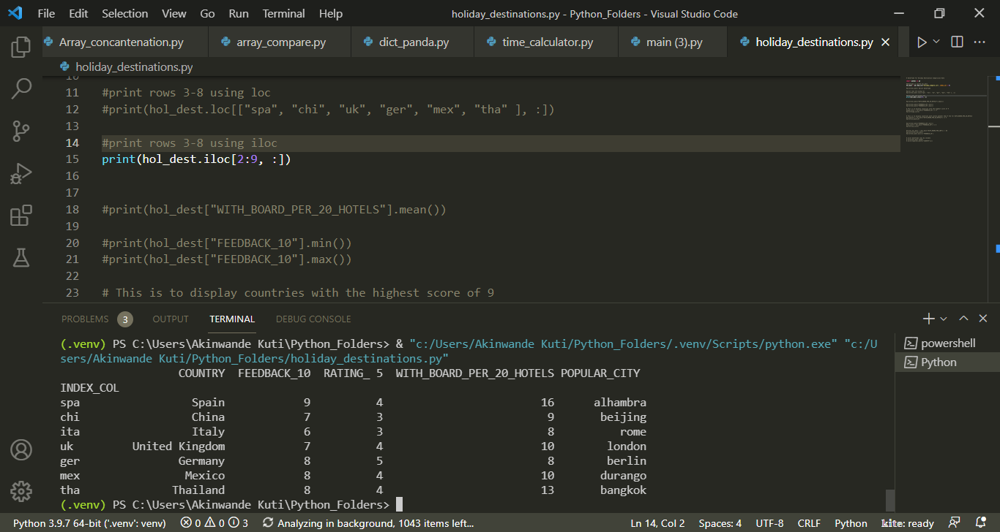 File Edit Selection View Go Run Terminal Help holiday_destinations.py - Python_Folders - Visual Studio Code
Array_concantenation.py array_compare.py dict_panda.py time_calculator.py main (3).py holiday_destinations.py
holiday_destinations.py
10
11 #print rows 3-8 using loc
12 #print(hol_dest.loc[["spa", "chi", "uk", "ger", "mex", "tha" ], :])
13
14 #print rows 3-8 using iloc
15 print(hol_dest.iloc[2:9, :])
16
17
18 #print(hol_dest["WITH_BOARD_PER_20_HOTELS"].mean())
19
20 #print(hol_dest["FEEDBACK_10"].min())
21 #print(hol_dest["FEEDBACK_10"].max())
22
23 # This is to display countries with the highest score of 9
PROBLEMS 3 OUTPUT TERMINAL DEBUG CONSOLE
(.venv) PS C:\Users\Akinwande Kuti\Python_Folders> & "c:/Users/Akinwande Kuti/Python_Folders/.venv/Scripts/python.exe" "c:/U
sers/Akinwande Kuti/Python_Folders/holiday_destinations.py"
COUNTRY FEEDBACK_10 RATING_ 5 WITH_BOARD_PER_20_HOTELS POPULAR_CITY
INDEX_COL
spa Spain 9 4 16 alhambra
chi China 7 3 9 beijing
ita Italy 6 3 8 rome
uk United Kingdom 7 4 10 london
ger Germany 8 5 8 berlin
mex Mexico 8 4 10 durango
tha Thailand 8 4 13 bangkok
(.venv) PS C:\Users\Akinwande Kuti\Python_Folders>
powershell
Python
Python 3.9.7 64-bit ('.venv': venv) 0 0 3 Analyzing in background, 1043 items left... Ln 14, Col 2 Spaces: 4 UTF-8 CRLF Python kite: ready